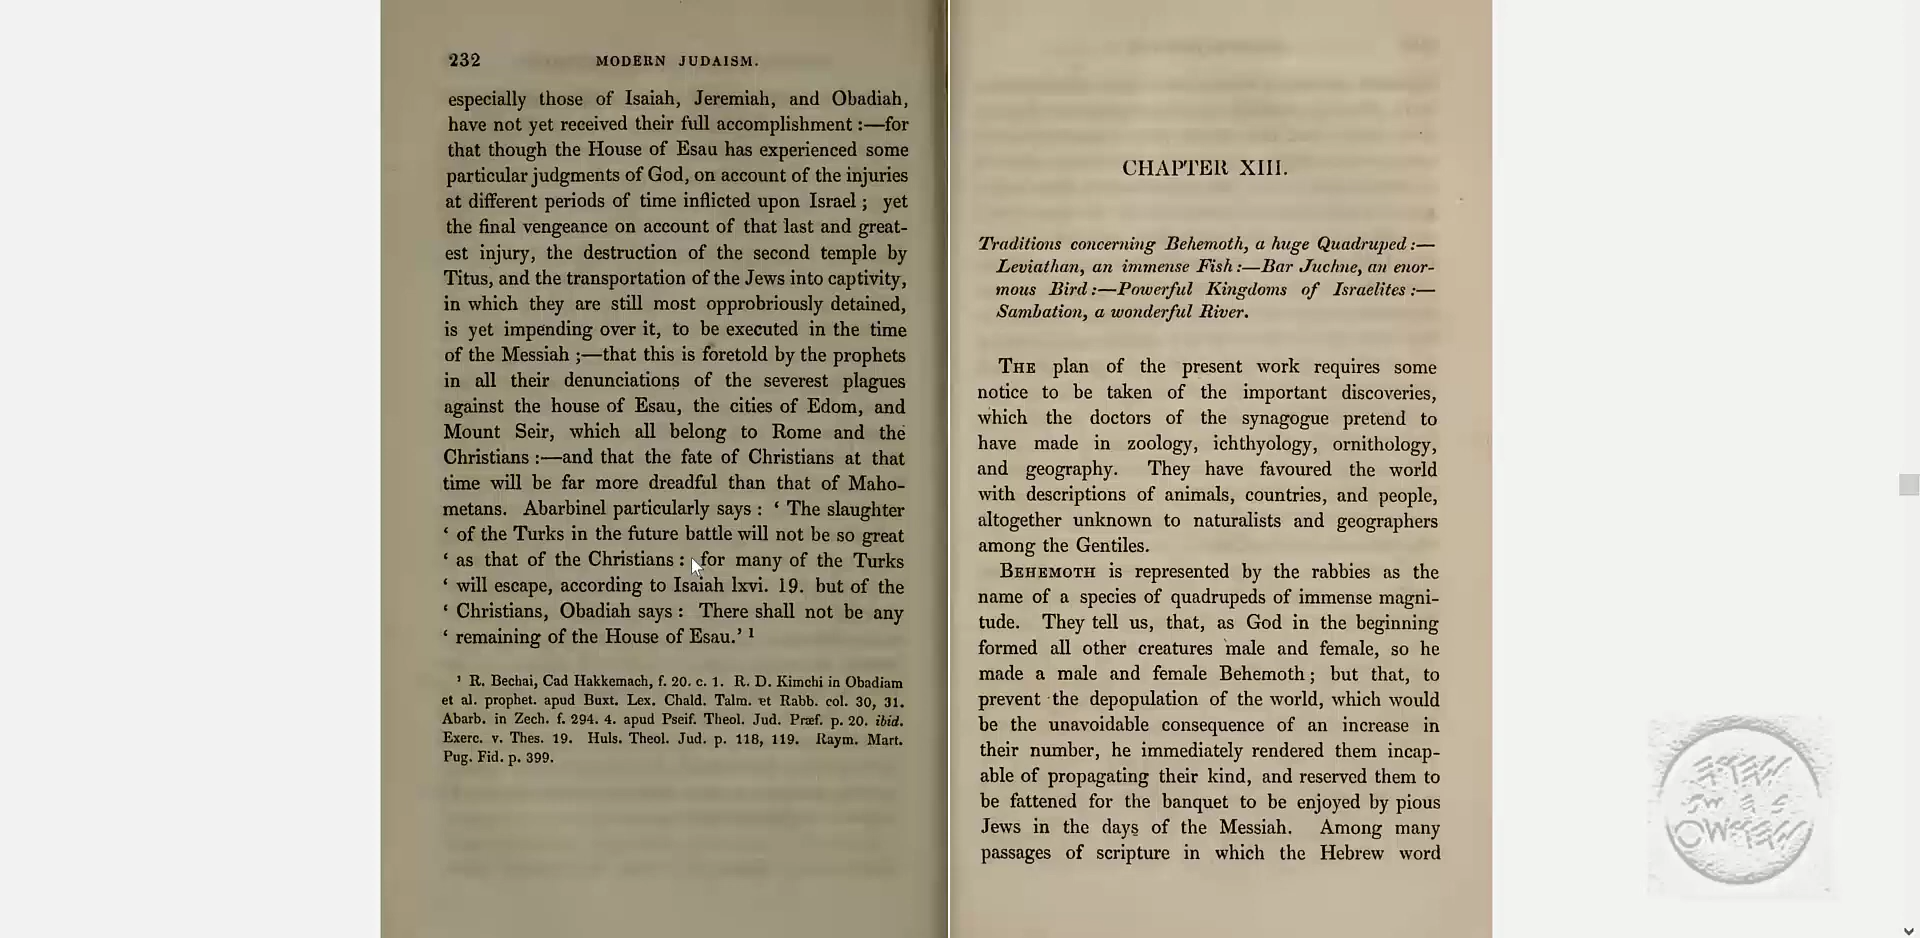 232 MODERN JUDAISM.
especially those of Isaiah, Jeremiah, and Obadiah,
have not yet received their full accomplishment :—for
that though the House of Esau has experienced some
particular judgments of God, on account of the injuries
at different periods of time inflicted upon Israel ; yet
the final vengeance on account of that last and great-
est injury, the destruction of the second temple by
Titus, and the transportation of the Jews into captivity,
in which they are still most opprobriously detained,
is yet impending over it, to be executed in the time
of the Messiah ;—that this is foretold by the prophets
in all their denunciations of the severest plagues
against the house of Esau, the cities of Edom, and
Mount Seir, which all belong to Rome and the
Christians :—and that the fate of Christians at that
time will be far more dreadful than that of Maho-
metans. Abarbinel particularly says : ‘ The slaughter
‘ of the Turks in the future battle will not be so great
‘ as that of the Christians : for many of the Turks
‘ will escape, according to Isaiah lxvi. 19. but of the
‘ Christians, Obadiah says : There shall not be any
‘ remaining of the House of Esau.’ ¹
¹ R. Bechai, Cad Hakkemach, f. 20. c. 1. R. D. Kimchi in Obadiam
et al. prophet. apud Buxt. Lex. Chald. Talm. et Rabb. col. 30, 31.
Abarb. in Zech. f. 294. 4. apud Pseif. Theol. Jud. Præf. p. 20. ibid.
Exerc. v. Thes. 19. Huls. Theol. Jud. p. 118, 119. Raym. Mart.
Pug. Fid. p. 399.
CHAPTER XIII.
Traditions concerning Behemoth, a huge Quadruped :—
Leviathan, an immense Fish :—Bar Juchne, an enor-
mous Bird :—Powerful Kingdoms of Israelites :—
Sambation, a wonderful River.
THE plan of the present work requires some
notice to be taken of the important discoveries,
which the doctors of the synagogue pretend to
have made in zoology, ichthyology, ornithology,
and geography. They have favoured the world
with descriptions of animals, countries, and people,
altogether unknown to naturalists and geographers
among the Gentiles.
BEHEMOTH is represented by the rabbies as the
name of a species of quadrupeds of immense magni-
tude. They tell us, that, as God in the beginning
formed all other creatures male and female, so he
made a male and female Behemoth ; but that, to
prevent the depopulation of the world, which would
be the unavoidable consequence of an increase in
their number, he immediately rendered them incap-
able of propagating their kind, and reserved them to
be fattened for the banquet to be enjoyed by pious
Jews in the days of the Messiah. Among many
passages of scripture in which the Hebrew word